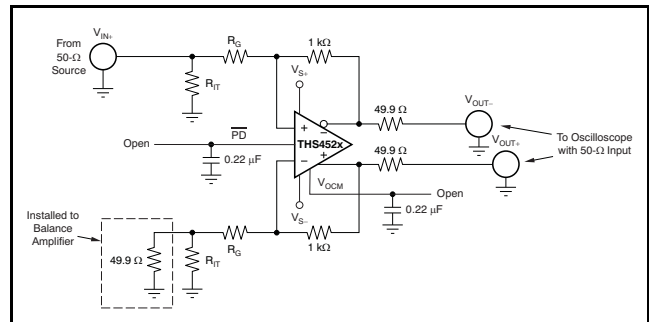 From
50-Ω
Source
V_IN+
R_IT
R_G
1 kΩ
V_S+
49.9 Ω
V_OUT–
V_OUT+
49.9 Ω
To Oscilloscope
with 50-Ω Input
Open
PD
0.22 µF
+
–
THS452x
–
+
V_OCM
Open
0.22 µF
V_S–
Installed to
Balance
Amplifier
49.9 Ω
R_IT
R_G
1 kΩ